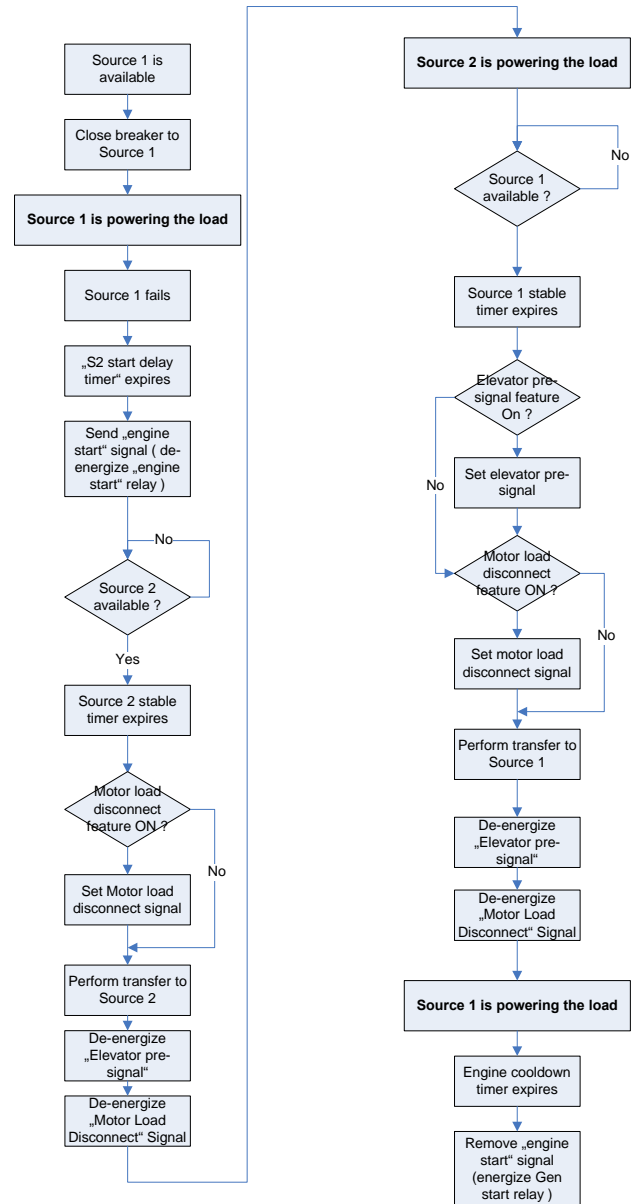 Source 1 is
available
Close breaker to
Source 1
Source 1 is powering the load
Source 1 fails
„S2 start delay
timer“ expires
Send „engine
start“ signal ( de-
energize „engine
start“ relay )
No
Source 2
available ?
Yes
Source 2 stable
timer expires
Motor load
disconnect
feature ON ?
No
Set Motor load
disconnect signal
Perform transfer to
Source 2
De-energize
„Elevator pre-
signal“
De-energize
„Motor Load
Disconnect“ Signal
Source 2 is powering the load
No
Source 1
available ?
Source 1 stable
timer expires
Elevator pre-
signal feature
On ?
No
Set elevator pre-
signal
Motor load
disconnect
feature ON ?
No
Set motor load
disconnect signal
Perform transfer to
Source 1
De-energize
„Elevator pre-
signal“
De-energize
„Motor Load
Disconnect“ Signal
Source 1 is powering the load
Engine cooldown
timer expires
Remove „engine
start“ signal
(energize Gen
start relay )